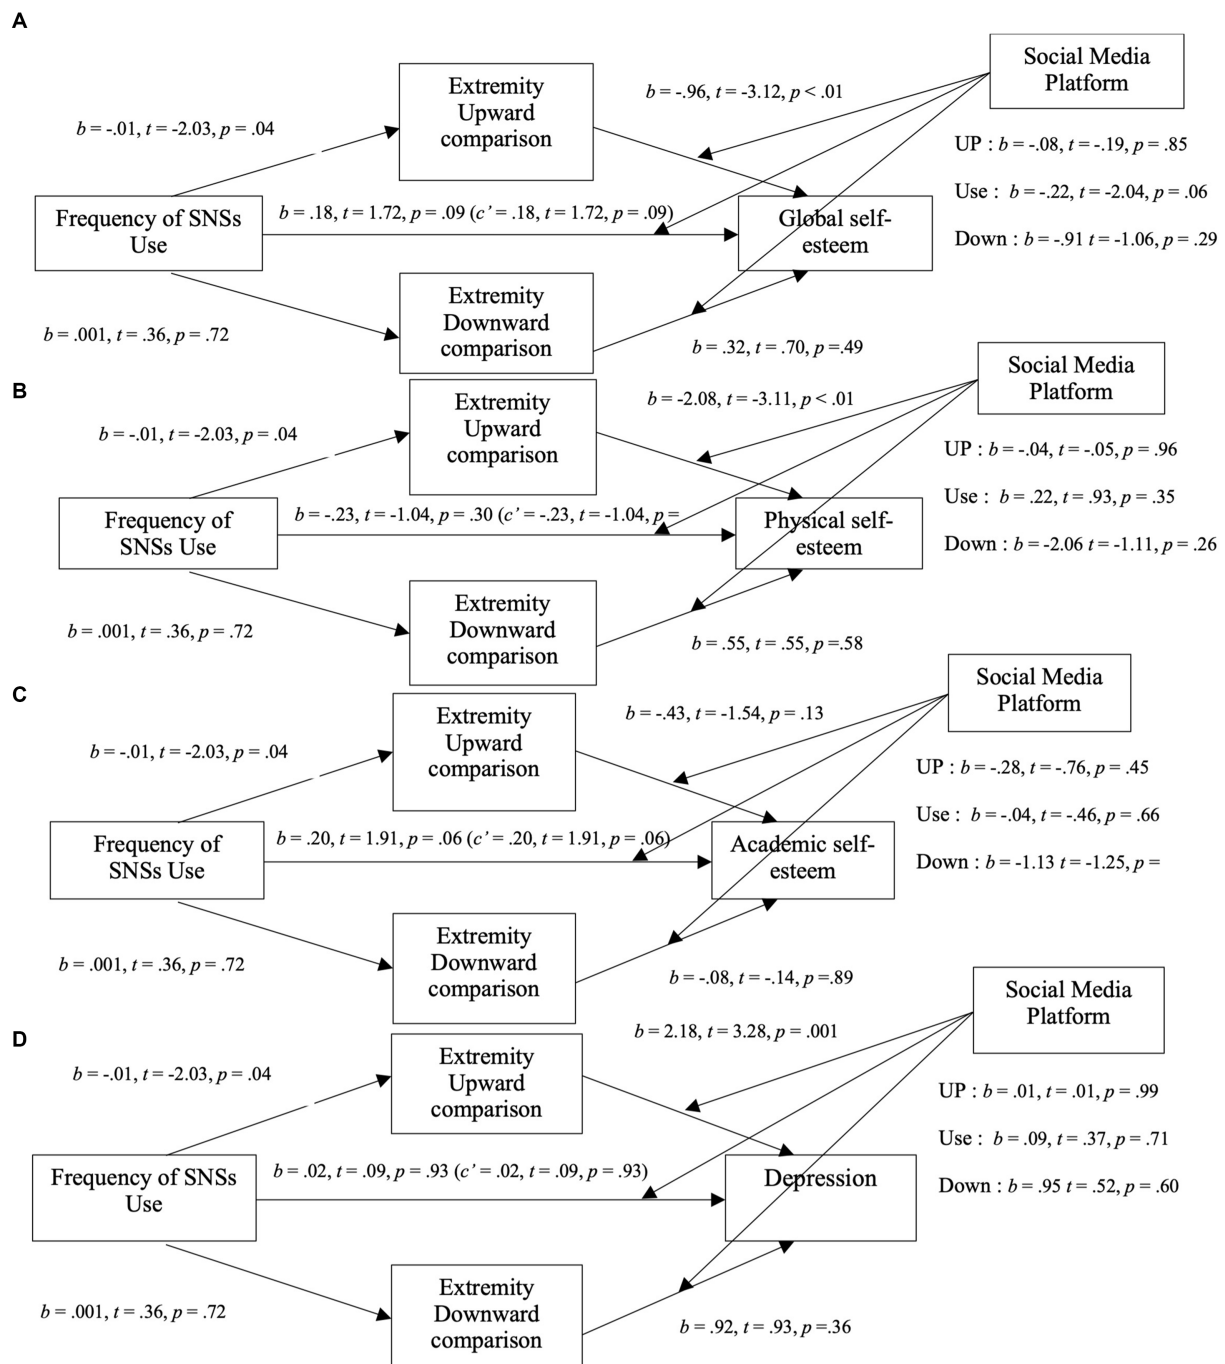 A
Social Media
Platform
Extremity
Upward
comparison
b = -.96, t = -3.12, p < .01
b = -.01, t = -2.03, p = .04
UP : b = -.08, t = -.19, p = .85
Use : b = -.22, t = -2.04, p = .06
Down : b = -.91 t = -1.06, p = .29
Frequency of SNSs
Use
b = .18, t = 1.72, p = .09 (c' = .18, t = 1.72, p = .09)
Global self-
esteem
Extremity
Downward
comparison
b = .001, t = .36, p = .72
b = .32, t = .70, p =.49
B
Social Media
Platform
Extremity
Upward
comparison
b = -2.08, t = -3.11, p < .01
b = -.01, t = -2.03, p = .04
UP : b = -.04, t = -.05, p = .96
Use : b = .22, t = .93, p = .35
Down : b = -2.06 t = -1.11, p = .26
Frequency of
SNSs Use
b = -.23, t = -1.04, p = .30 (c' = -.23, t = -1.04, p =
Physical self-
esteem
Extremity
Downward
comparison
b = .001, t = .36, p = .72
b = .55, t = .55, p =.58
C
Social Media
Platform
Extremity
Upward
comparison
b = -.43, t = -1.54, p = .13
b = -.01, t = -2.03, p = .04
UP : b = -.28, t = -.76, p = .45
Use : b = -.04, t = -.46, p = .66
Down : b = -1.13 t = -1.25, p =
Frequency of
SNSs Use
b = .20, t = 1.91, p = .06 (c' = .20, t = 1.91, p = .06)
Academic self-
esteem
Extremity
Downward
comparison
b = .001, t = .36, p = .72
b = -.08, t = -.14, p =.89
D
Social Media
Platform
Extremity
Upward
comparison
b = 2.18, t = 3.28, p = .001
b = -.01, t = -2.03, p = .04
UP : b = .01, t = .01, p = .99
Use : b = .09, t = .37, p = .71
Down : b = .95 t = .52, p = .60
Frequency of SNSs
Use
b = .02, t = .09, p = .93 (c' = .02, t = .09, p = .93)
Depression
Extremity
Downward
comparison
b = .001, t = .36, p = .72
b = .92, t = .93, p =.36